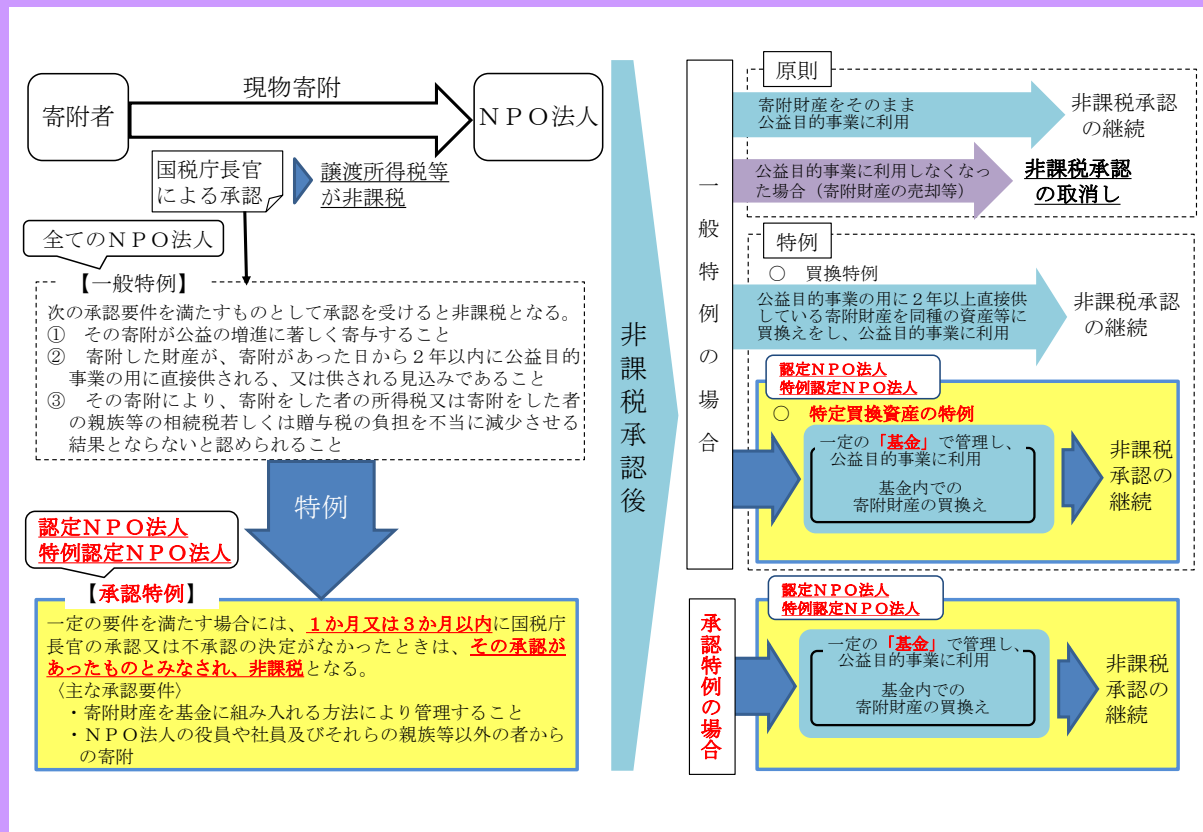 現物寄附
寄附者
NPO法人
国税庁長官
による承認
譲渡所得税等
が非課税
全てのNPO法人
【一般特例】
次の承認要件を満たすものとして承認を受けると非課税となる。
① その寄附が公益の増進に著しく寄与すること
② 寄附した財産が、寄附があった日から2年以内に公益目的
事業の用に直接供される、又は供される見込みであること
③ その寄附により、寄附をした者の所得税又は寄附をした者
の親族等の相続税若しくは贈与税の負担を不当に減少させる
結果とならないと認められること
特例
認定NPO法人
特例認定NPO法人
【承認特例】
一定の要件を満たす場合には、1か月又は3か月以内に国税庁
長官の承認又は不承認の決定がなかったときは、その承認が
あったものとみなされ、非課税となる。
〈主な承認要件〉
・寄附財産を基金に組み入れる方法により管理すること
・NPO法人の役員や社員及びそれらの親族等以外の者から
の寄附
非課税承認後
一般特例の場合
原則
寄附財産をそのまま
公益目的事業に利用
非課税承認
の継続
公益目的事業に利用しなくなっ
た場合(寄附財産の売却等)
非課税承認
の取消し
特例
○ 買換特例
公益目的事業の用に2年以上直接供
している寄附財産を同種の資産等に
買換えをし、公益目的事業に利用
非課税承認
の継続
認定NPO法人
特例認定NPO法人
○ 特定買換資産の特例
一定の「基金」で管理し、
公益目的事業に利用
基金内での
寄附財産の買換え
非課税
承認の
継続
承認特例の場合
認定NPO法人
特例認定NPO法人
一定の「基金」で管理し、
公益目的事業に利用
基金内での
寄附財産の買換え
非課税
承認の
継続